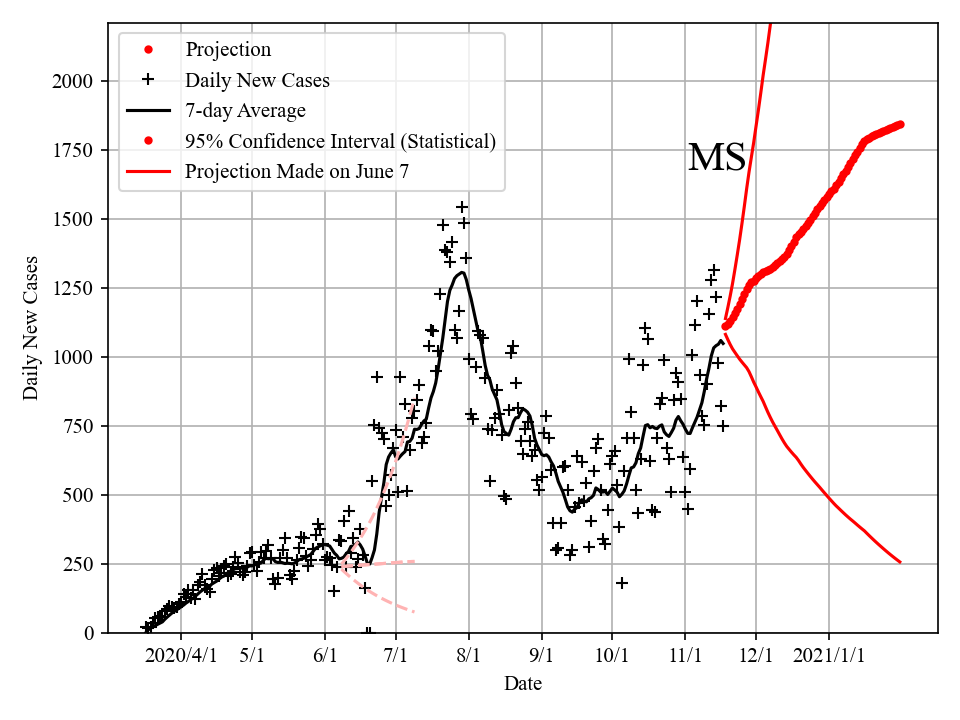 Projection
Daily New Cases
7-day Average
95% Confidence Interval (Statistical)
Projection Made on June 7
MS
Daily New Cases
2000
1750
1500
1250
1000
750
500
250
0
2020/4/1 5/1 6/1 7/1 8/1 9/1 10/1 11/1 12/1 2021/1/1
Date